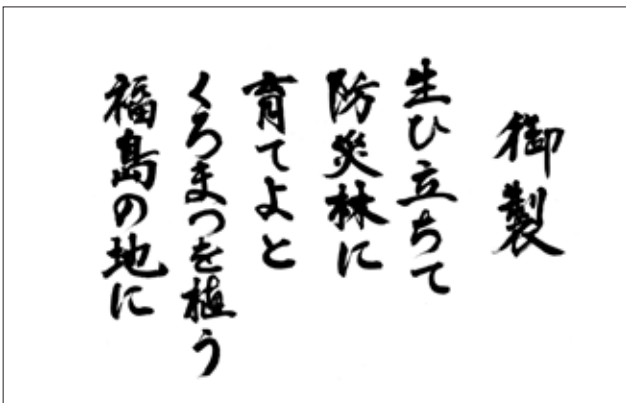 御製
生ひ立ちて
防災林に
育てよと
くろまつを植う
福島の地に